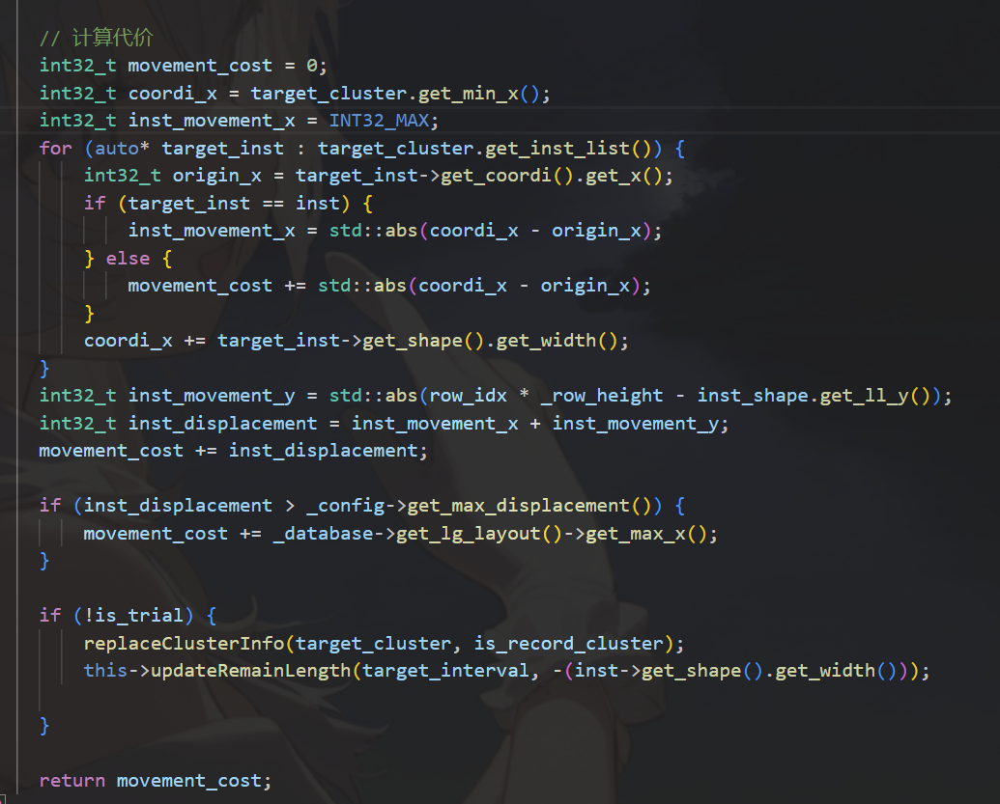 // 计算代价
int32_t movement_cost = 0;
int32_t coordi_x = target_cluster.get_min_x();
int32_t inst_movement_x = INT32_MAX;
for (auto* target_inst : target_cluster.get_inst_list()) {
    int32_t origin_x = target_inst->get_coordi().get_x();
    if (target_inst == inst) {
        inst_movement_x = std::abs(coordi_x - origin_x);
    } else {
        movement_cost += std::abs(coordi_x - origin_x);
    }
    coordi_x += target_inst->get_shape().get_width();
}
int32_t inst_movement_y = std::abs(row_idx * _row_height - inst_shape.get_ll_y());
int32_t inst_displacement = inst_movement_x + inst_movement_y;
movement_cost += inst_displacement;

if (inst_displacement > _config->get_max_displacement()) {
    movement_cost += _database->get_lg_layout()->get_max_x();
}

if (!is_trial) {
    replaceClusterInfo(target_cluster, is_record_cluster);
    this->updateRemainLength(target_interval, -(inst->get_shape().get_width()));

}

return movement_cost;